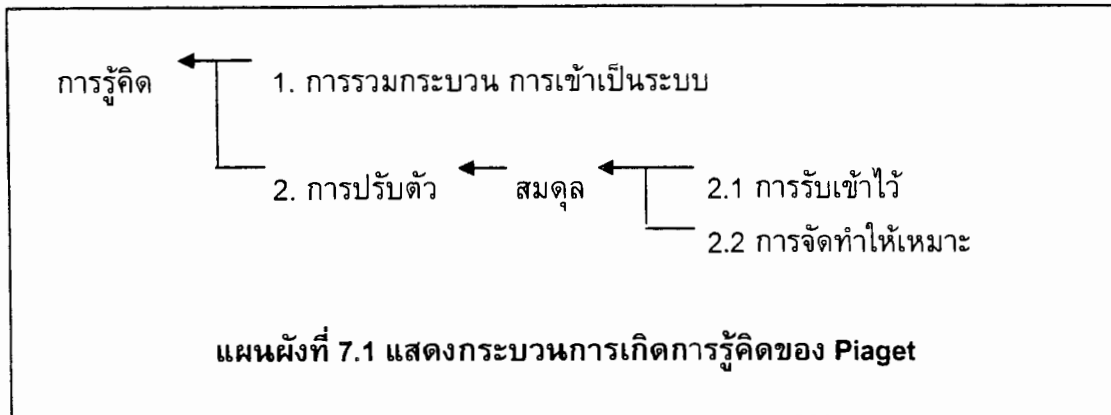 การรู้คิด 1. การรวมกระบวน การเข้าเป็นระบบ
2. การปรับตัว สมดุล 2.1 การรับเข้าไว้
2.2 การจัดทำให้เหมาะ
แผนผังที่ 7.1 แสดงกระบวนการเกิดการรู้คิดของ Piaget